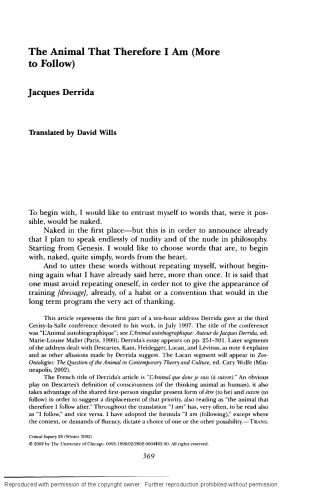 The Animal That Therefore I Am (More
to Follow)
Jacques Derrida
Translated by David Wills
To begin with, I would like to entrust myself to words that, were it pos-
sible, would be naked.
Naked in the first place—but this is in order to announce already
that I plan to speak endlessly of nudity and of the nude in philosophy.
Starting from Genesis. I would like to choose words that are, to begin
with, naked, quite simply, words from the heart.
And to utter these words without repeating myself, without begin-
ning again what I have already said here, more than once. It is said that
one must avoid repeating oneself, in order not to give the appearance of
training [dressage], already, of a habit or a convention that would in the
long term program the very act of thanking.
This article represents the first part of a ten-hour address Derrida gave at the third
Cerisy-la-Salle conference devoted to his work, in July 1997. The title of the conference
was "L'Animal autobiographique"; see L'Animal autobiographique: Autour de Jacques Derrida, ed.
Marie-Louise Mallet (Paris, 1999); Derrida's essay appears on pp. 251–301. Later segments
of the address dealt with Descartes, Kant, Heidegger, Lacan, and Lévinas, as note 4 explains
and as other allusions made by Derrida suggest. The Lacan segment will appear in Zoo-
Ontologies: The Question of the Animal in Contemporary Theory and Culture, ed. Cary Wolfe (Min-
neapolis, 2002).
The French title of Derrida's article is "L'Animal que donc je suis (à suivre)." An obvious
play on Descartes's definition of consciousness (of the thinking animal as human), it also
takes advantage of the shared first-person singular present form of être (to be) and suivre (to
follow) in order to suggest a displacement of that priority, also reading as "the animal that
therefore I follow after." Throughout the translation "I am" has, very often, to be read also
as "I follow," and vice versa. I have adopted the formula "I am (following)," except where
the context, or demands of fluency, dictate a choice of one or the other possibility.—TRANS.
Critical Inquiry 28 (Winter 2002)
© 2002 by The University of Chicago. 0093-1896/02/2802-0004$02.00. All rights reserved.
369
Reproduced with permission of the copyright owner. Further reproduction prohibited without permission.